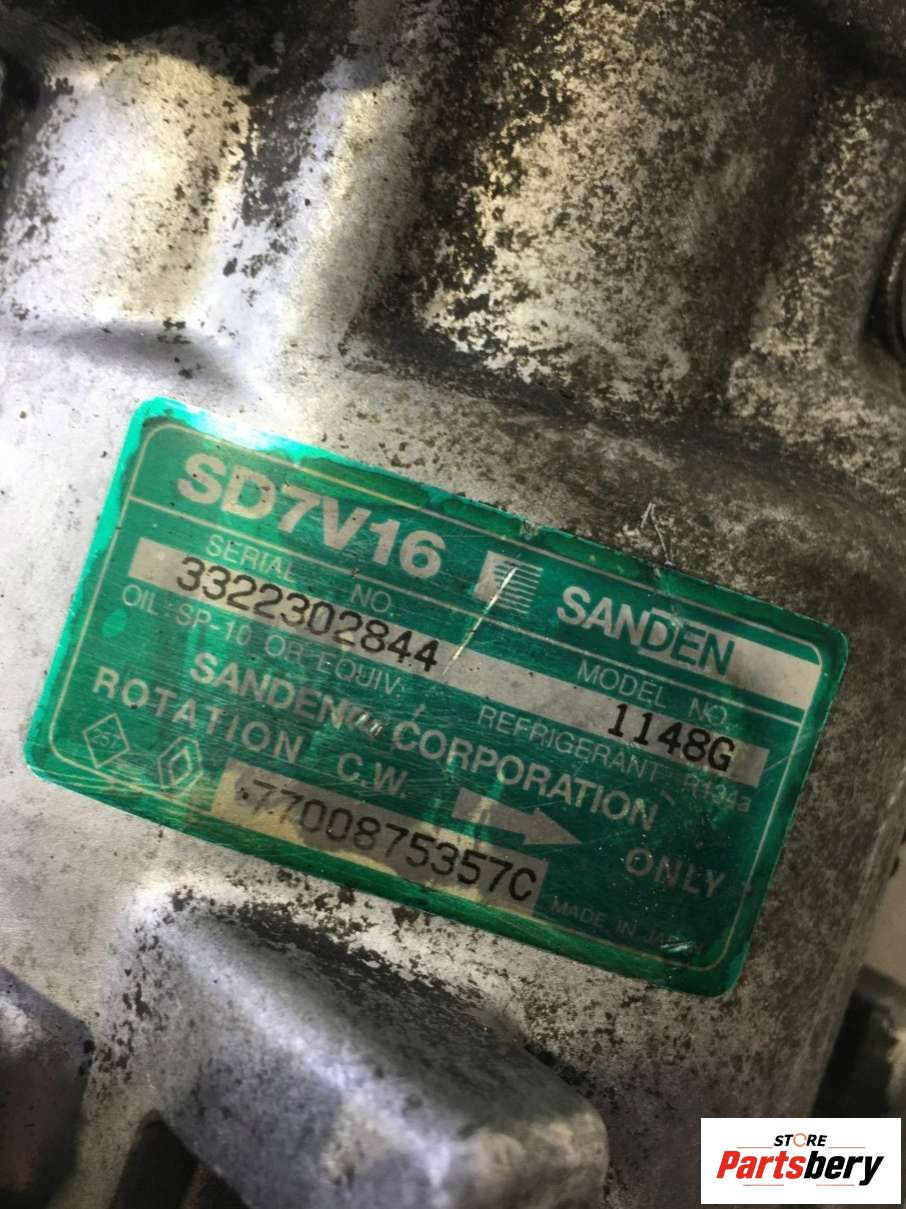 SD7V16 SANDEN
SERIAL NO. MODEL NO.
3322302844 1148G
OIL : SP-10 OR EQUIV. REFRIGERANT : R134a
SANDEN CORPORATION ONLY
ROTATION C.W.
257
7700875357C
MADE IN JAPAN
STORE
Partsbery